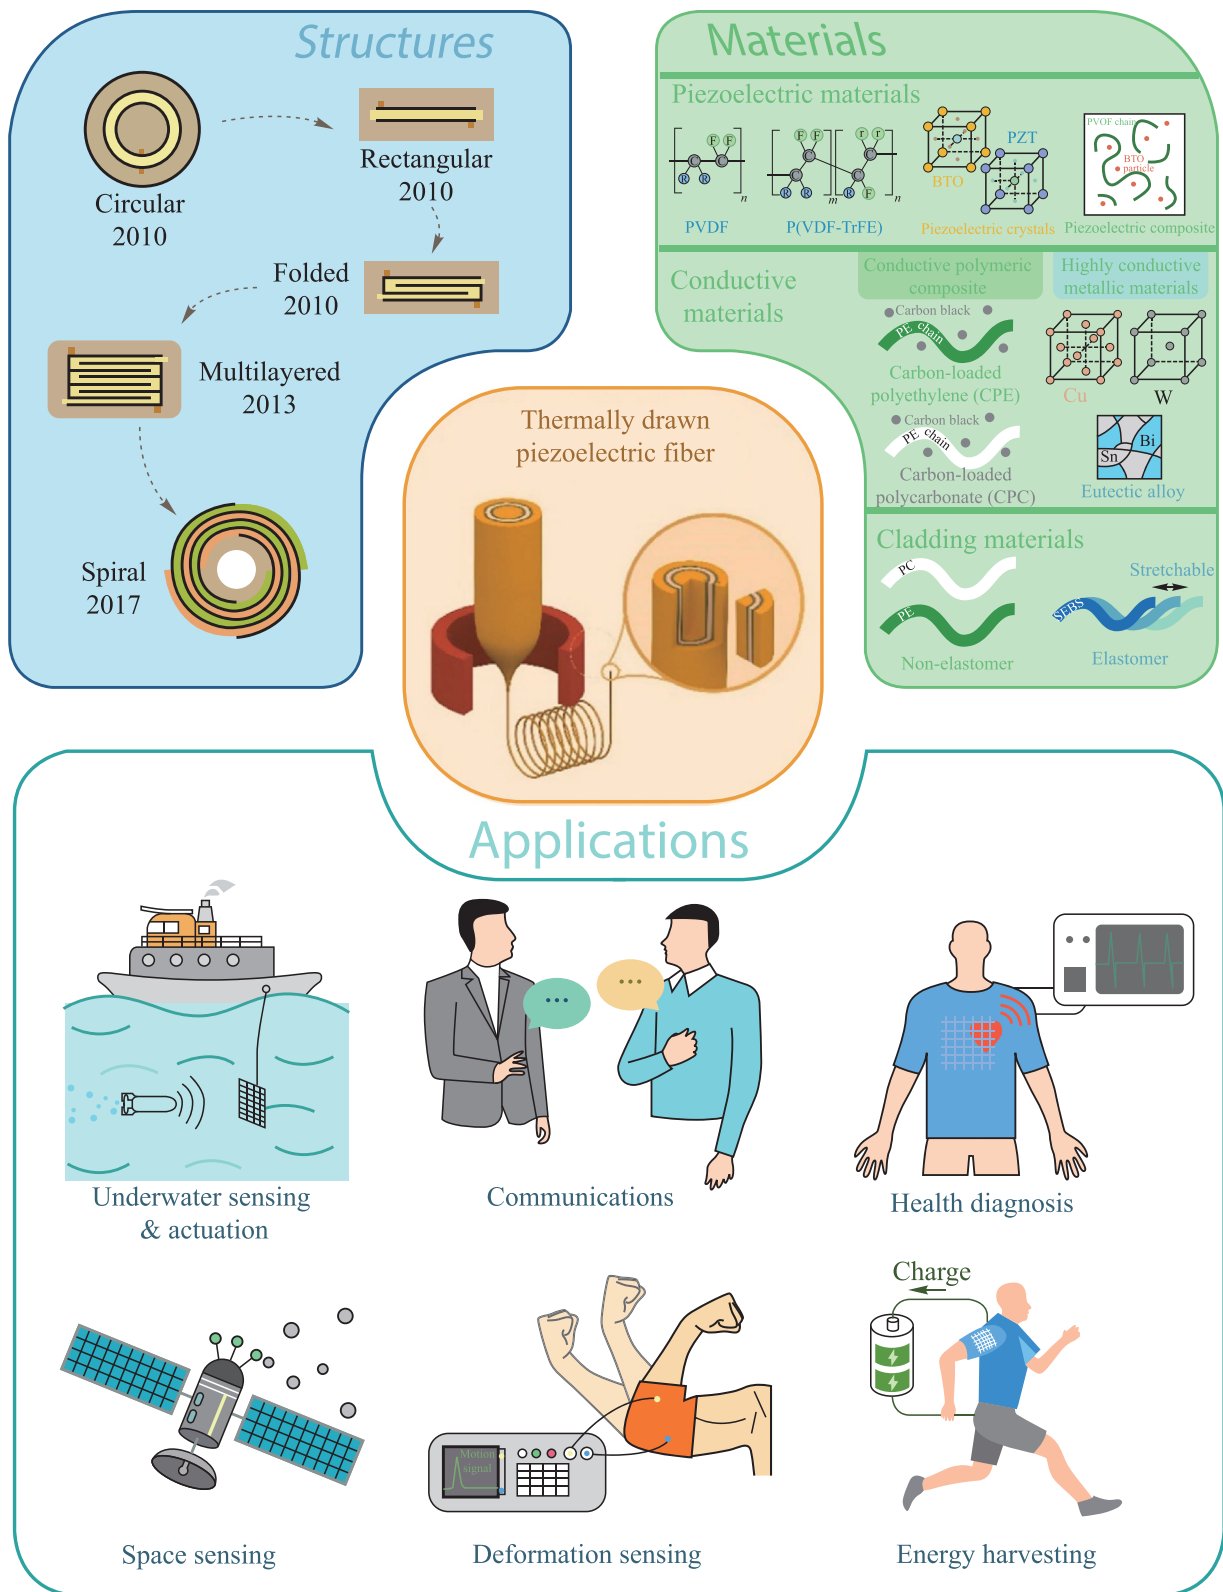 Structures
Circular
2010
Rectangular
2010
Folded
2010
Multilayered
2013
Spiral
2017
Materials
Piezoelectric materials
F F
C C
R R
n
PVDF
F F
C
C
R R
m
r r
C
C
R F
n
P(VDF-TrFE)
BTO
PZT
Piezoelectric crystals
PVOF chain
BTO
particle
Piezoelectric composite
Conductive
materials
Conductive polymeric
composite
Carbon black
PE chain
Carbon-loaded
polyethylene (CPE)
Carbon black
PE chain
Carbon-loaded
polycarbonate (CPC)
Highly conductive
metallic materials
Cu
W
Bi
Sn
Eutectic alloy
Cladding materials
PC
PE
Non-elastomer
Stretchable
SEBS
Elastomer
Thermally drawn
piezoelectric fiber
Applications
Underwater sensing
& actuation
Communications
Health diagnosis
Space sensing
Motion
signal
Deformation sensing
Charge
Energy harvesting